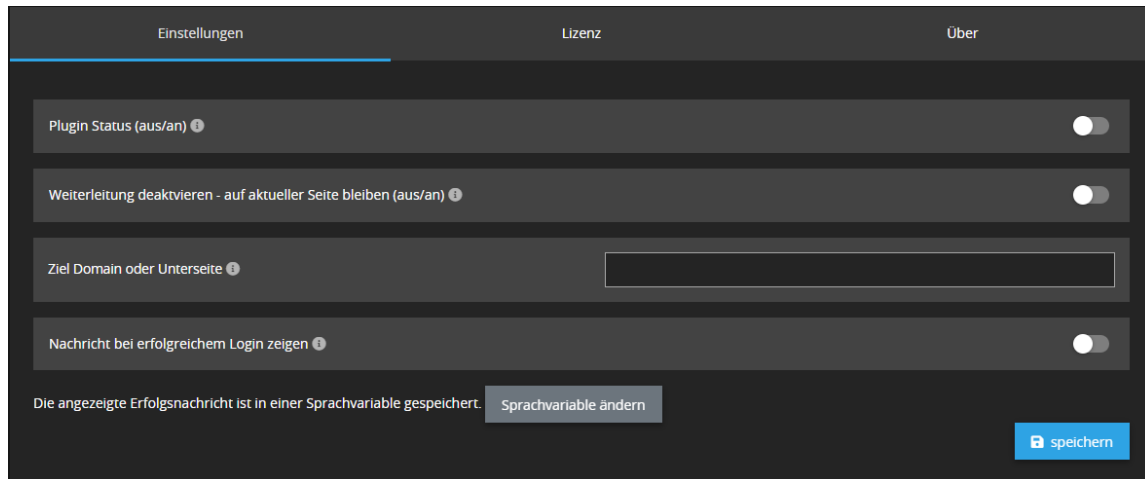 Einstellungen Lizenz Über
Plugin Status (aus/an)
Weiterleitung deaktvieren - auf aktueller Seite bleiben (aus/an)
Ziel Domain oder Unterseite
Nachricht bei erfolgreichem Login zeigen
Die angezeigte Erfolgsnachricht ist in einer Sprachvariable gespeichert. Sprachvariable ändern
speichern